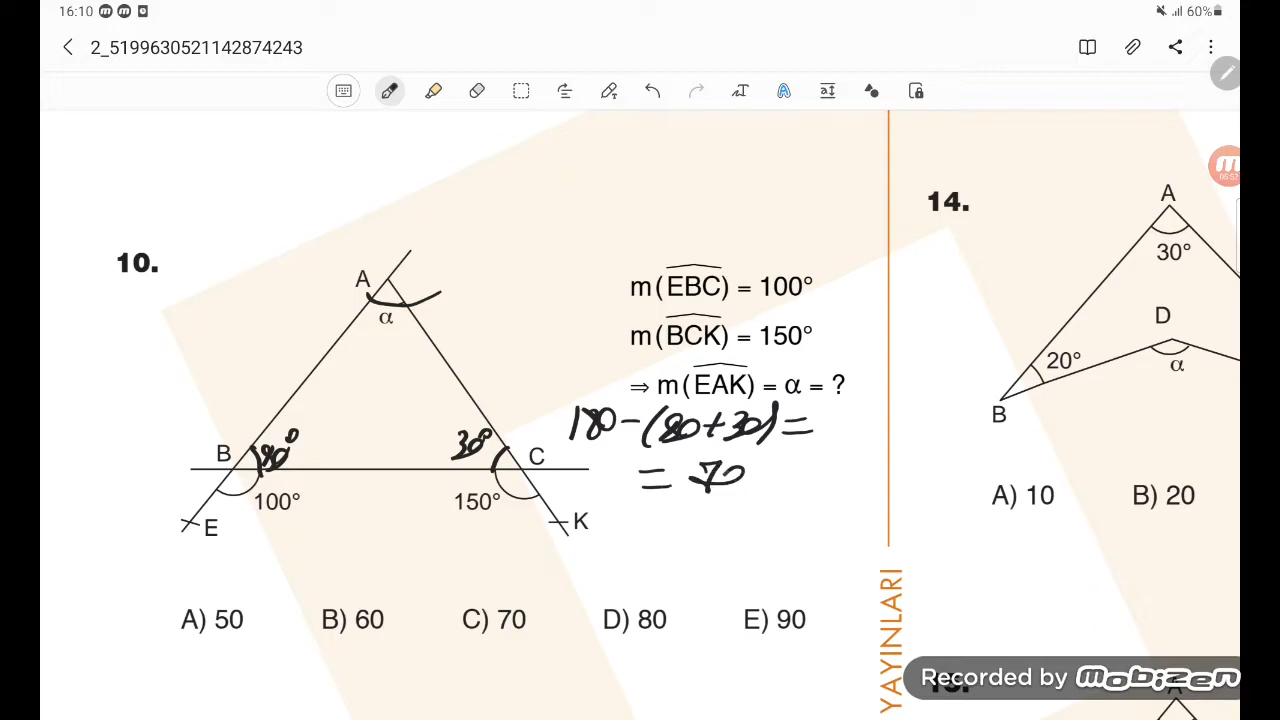 16:10
60%
2_5199630521142874243
10.
A
α
B
80°
30°
C
100°
150°
E
K
m(EBC) = 100°
m(BCK) = 150°
⇒ m(EAK) = α = ?
180-(80+30)=
= 70
A) 50 B) 60 C) 70 D) 80 E) 90
YAYINLARI
14.
A
30°
D
20°
α
B
A) 10 B) 20
A
Recorded by mobizen